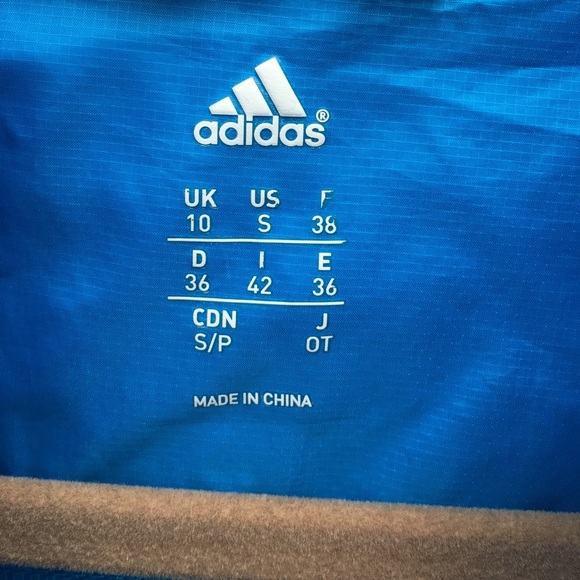 adidas®
UK US F
10 S 38
D I E
36 42 36
CDN J
S/P OT
MADE IN CHINA